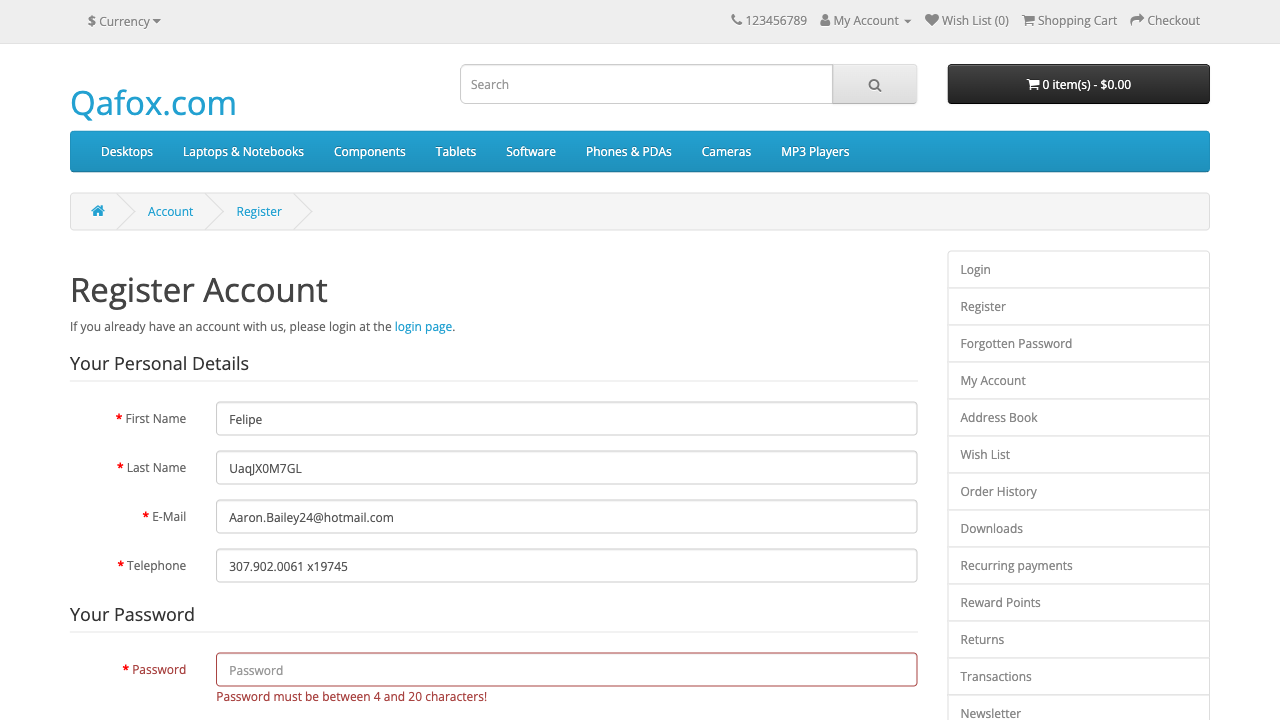 $ Currency
123456789 My Account Wish List (0) Shopping Cart Checkout
Qafox.com
Search
0 item(s) - $0.00
Desktops Laptops & Notebooks Components Tablets Software Phones & PDAs Cameras MP3 Players
Account Register
Register Account
If you already have an account with us, please login at the login page.
Your Personal Details
* First Name Felipe
* Last Name UaqJX0M7GL
* E-Mail Aaron.Bailey24@hotmail.com
* Telephone 307.902.0061 x19745
Your Password
* Password Password
Password must be between 4 and 20 characters!
Login
Register
Forgotten Password
My Account
Address Book
Wish List
Order History
Downloads
Recurring payments
Reward Points
Returns
Transactions
Newsletter